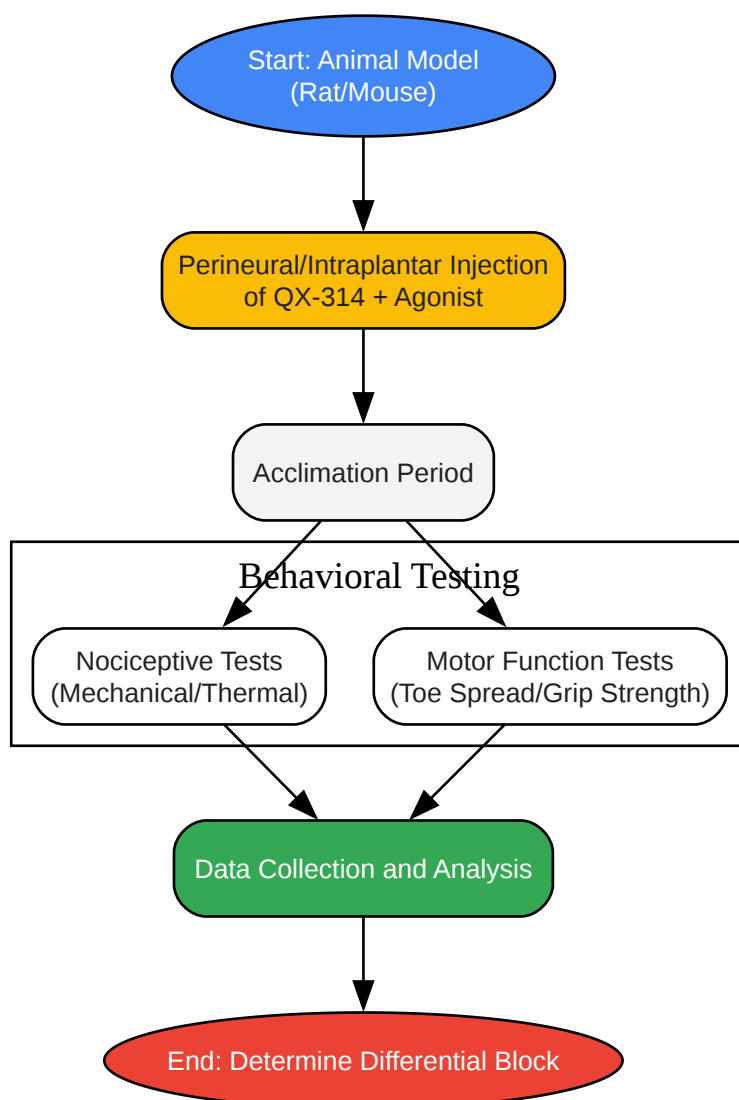 Start: Animal Model
(Rat/Mouse)
Perineural/Intraplantar Injection
of QX-314 + Agonist
Acclimation Period
Behavioral Testing
Nociceptive Tests
(Mechanical/Thermal)
Motor Function Tests
(Toe Spread/Grip Strength)
Data Collection and Analysis
End: Determine Differential Block